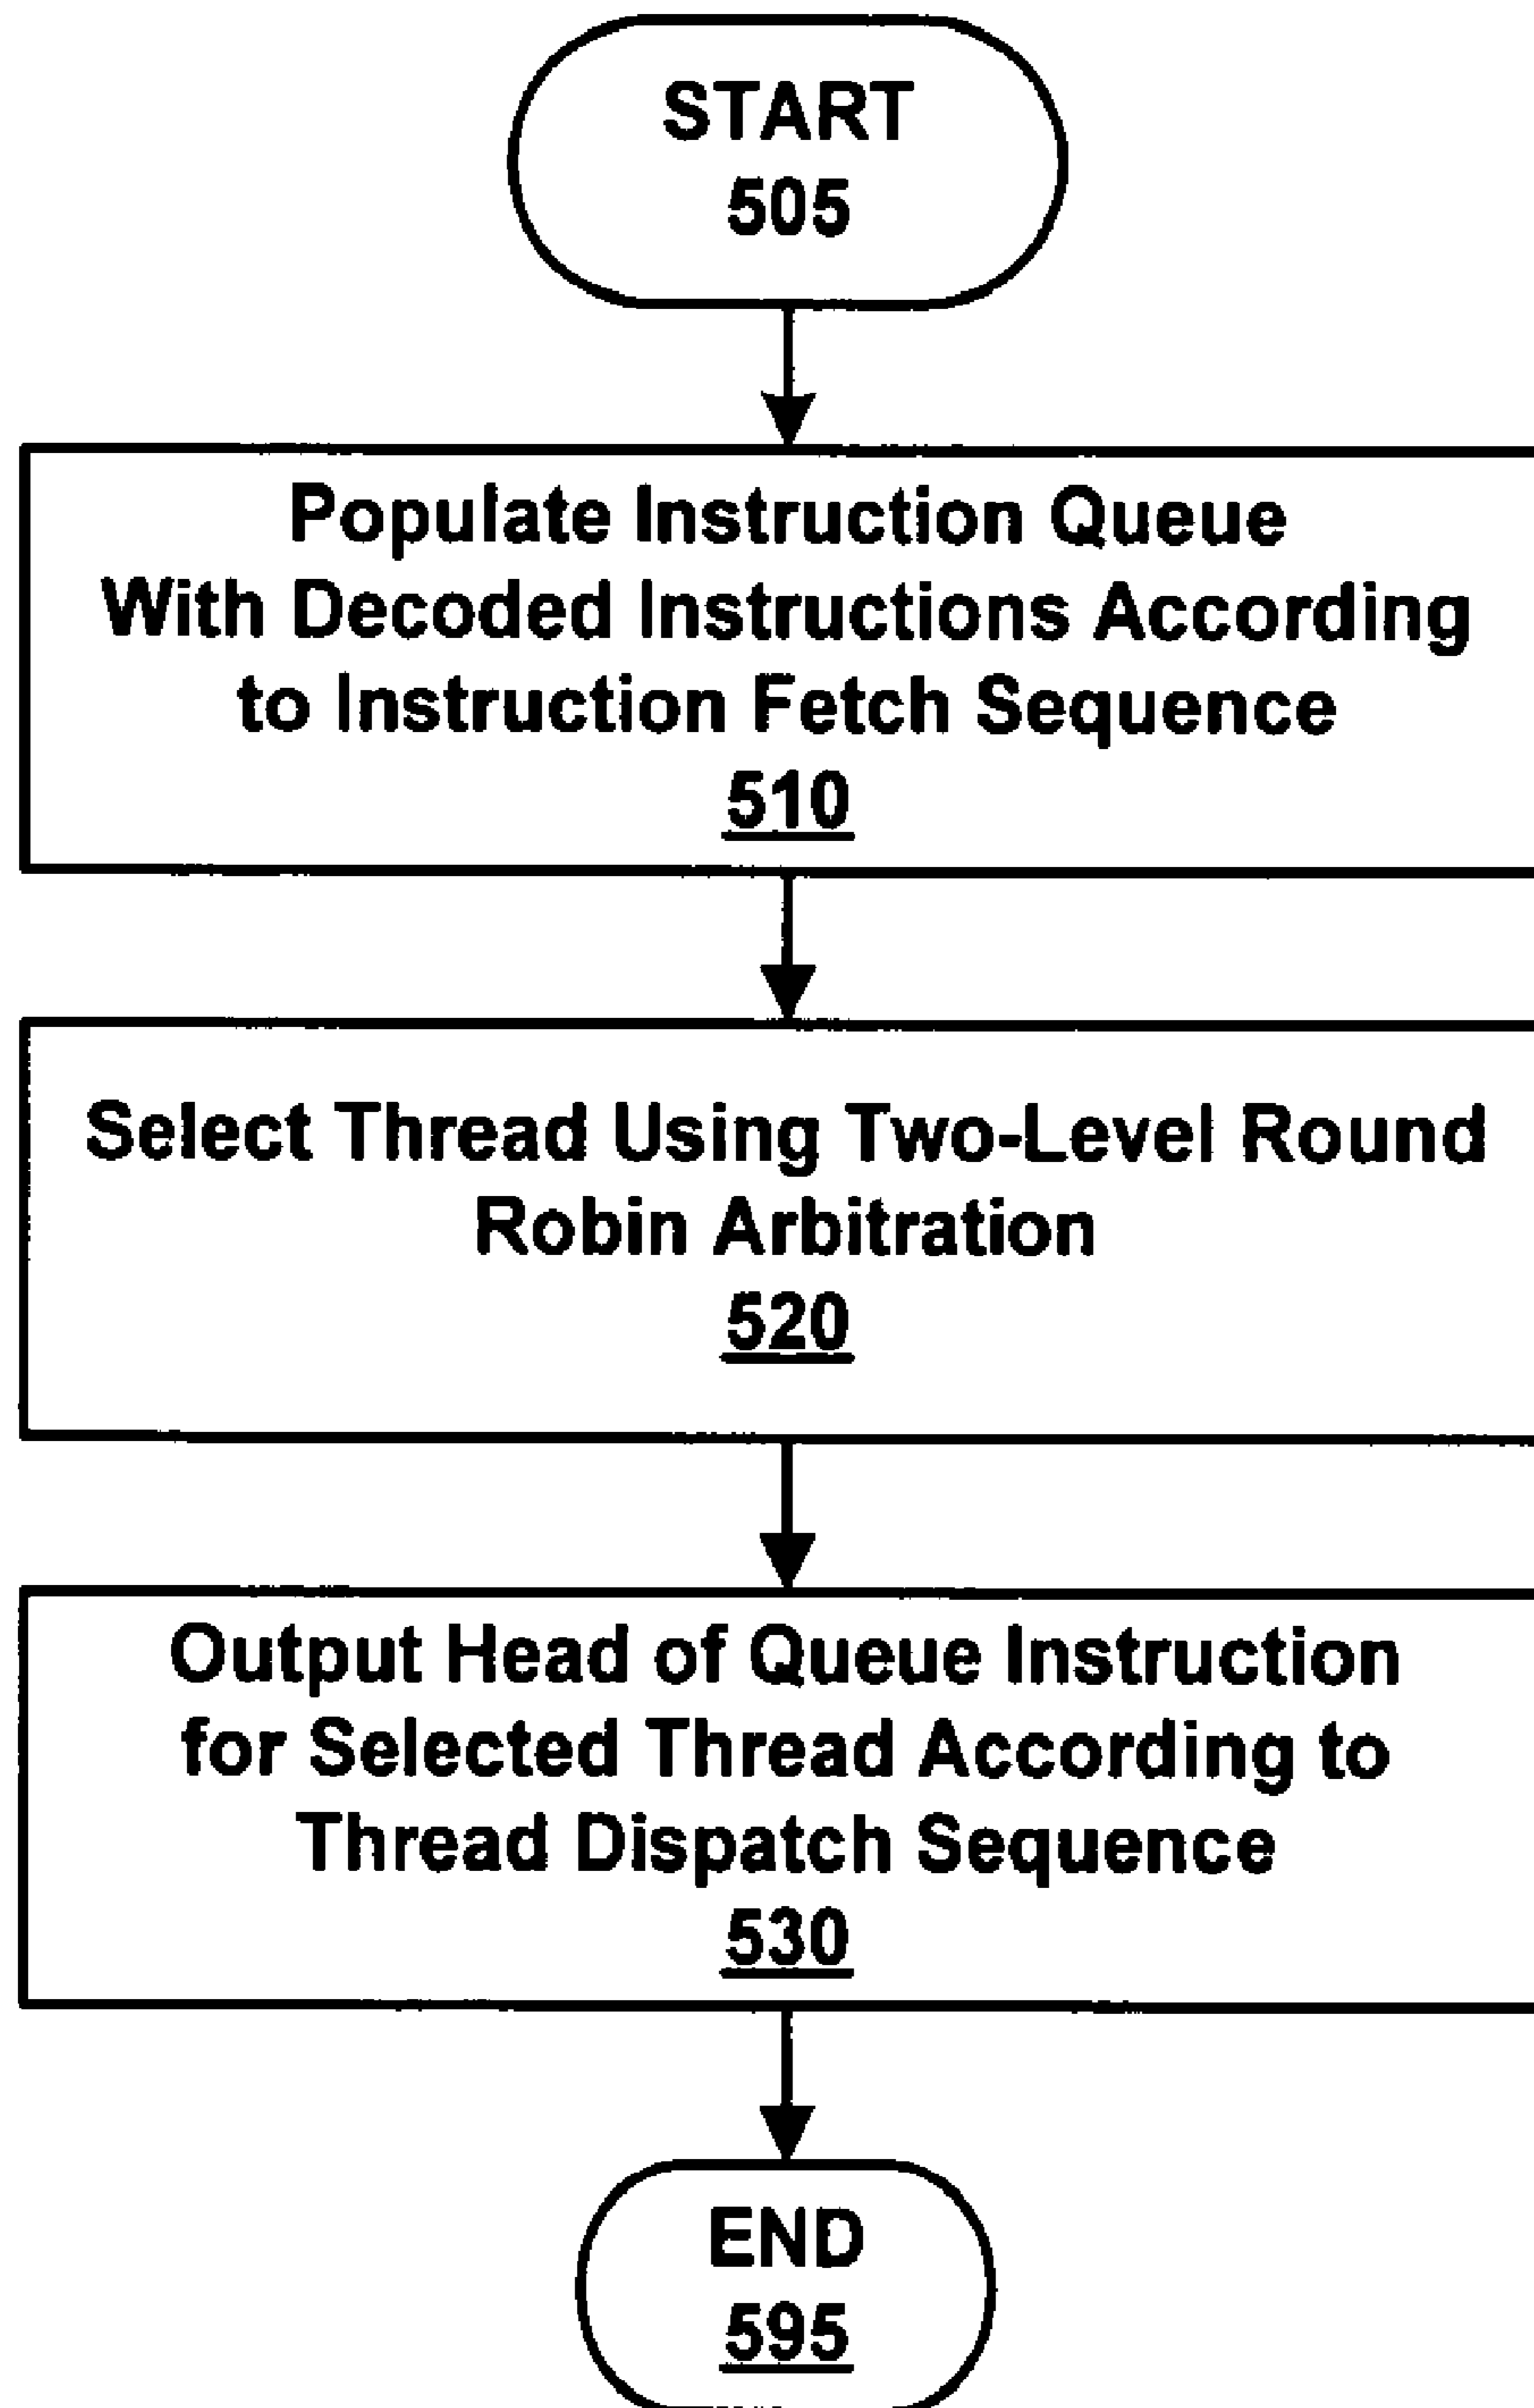 START
505
Populate Instruction Queue
With Decoded Instructions According
to Instruction Fetch Sequence
510
Select Thread Using Two-Level Round
Robin Arbitration
520
Output Head of Queue Instruction
for Selected Thread According to
Thread Dispatch Sequence
530
END
595